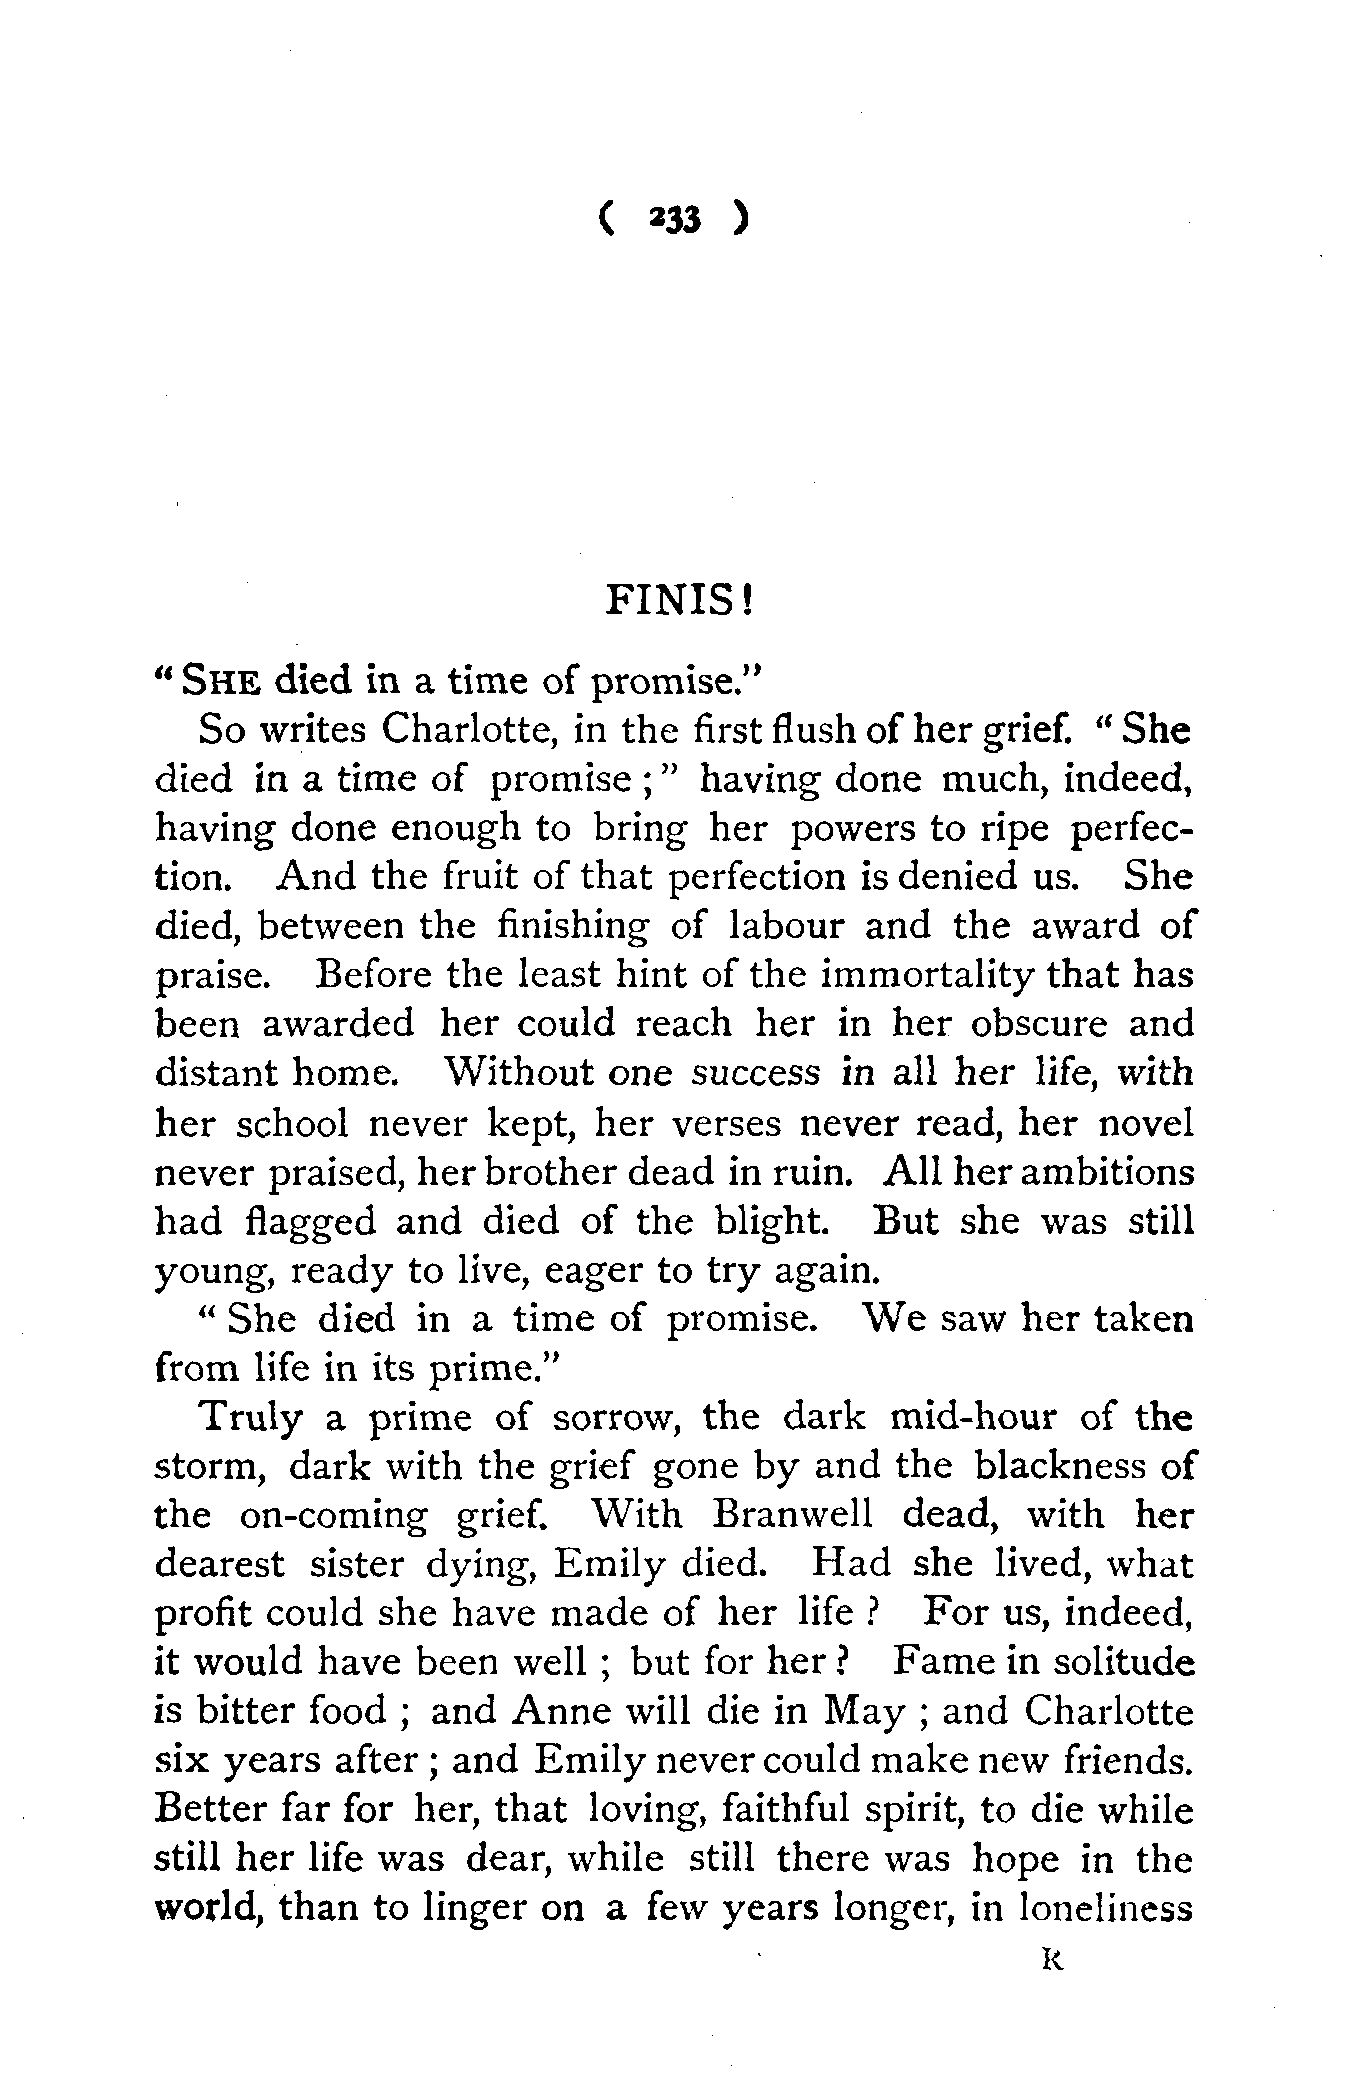 ( 233 )
FINIS!
" SHE died in a time of promise."
So writes Charlotte, in the first flush of her grief. " She
died in a time of promise ; " having done much, indeed,
having done enough to bring her powers to ripe perfec-
tion. And the fruit of that perfection is denied us. She
died, between the finishing of labour and the award of
praise. Before the least hint of the immortality that has
been awarded her could reach her in her obscure and
distant home. Without one success in all her life, with
her school never kept, her verses never read, her novel
never praised, her brother dead in ruin. All her ambitions
had flagged and died of the blight. But she was still
young, ready to live, eager to try again.
" She died in a time of promise. We saw her taken
from life in its prime."
Truly a prime of sorrow, the dark mid-hour of the
storm, dark with the grief gone by and the blackness of
the on-coming grief. With Branwell dead, with her
dearest sister dying, Emily died. Had she lived, what
profit could she have made of her life ? For us, indeed,
it would have been well ; but for her ? Fame in solitude
is bitter food ; and Anne will die in May ; and Charlotte
six years after ; and Emily never could make new friends.
Better far for her, that loving, faithful spirit, to die while
still her life was dear, while still there was hope in the
world, than to linger on a few years longer, in loneliness
R